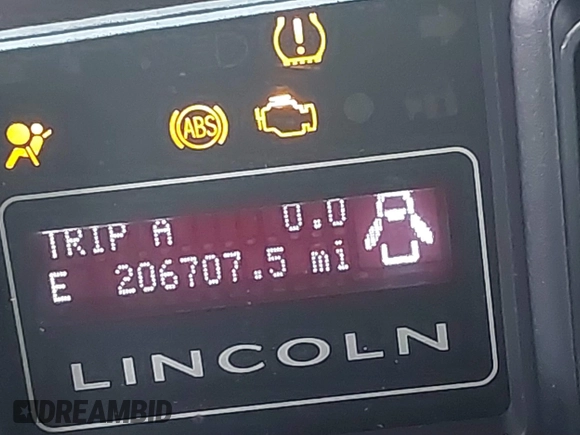 ABS
TRIP A 0.0
E 206707.5 mi
LINCOLN
DREAMBID